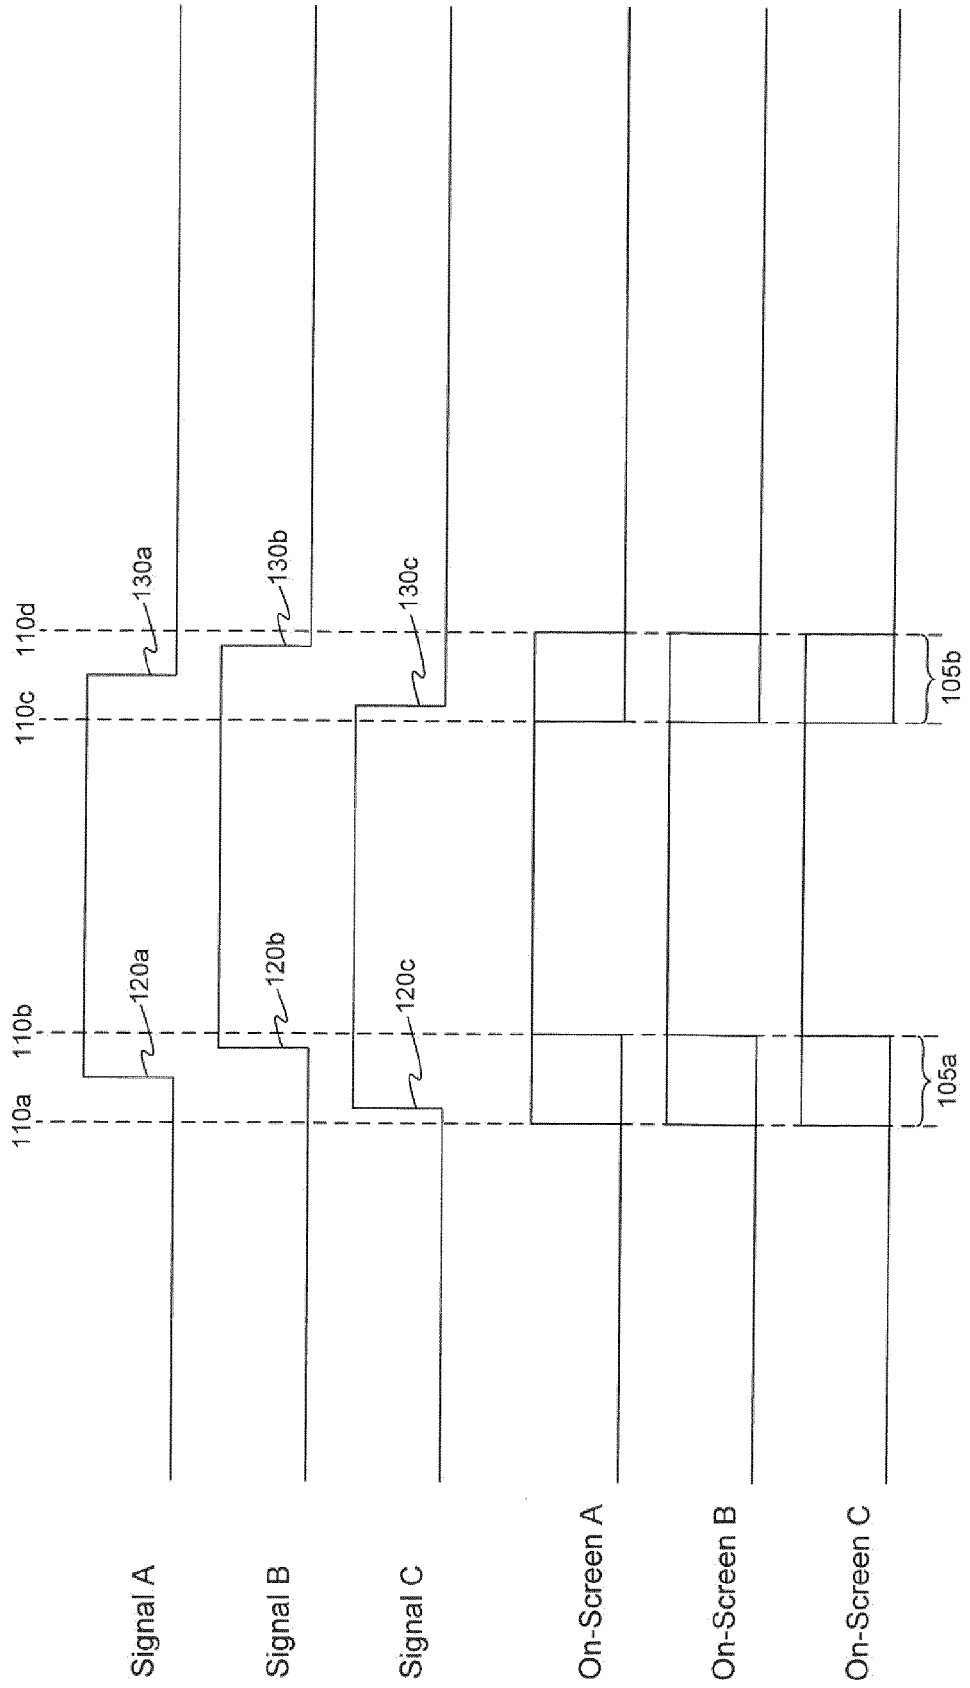 110a
110b
110c
110d
Signal A
120a
130a
Signal B
120b
130b
Signal C
120c
130c
On-Screen A
On-Screen B
On-Screen C
105a
105b